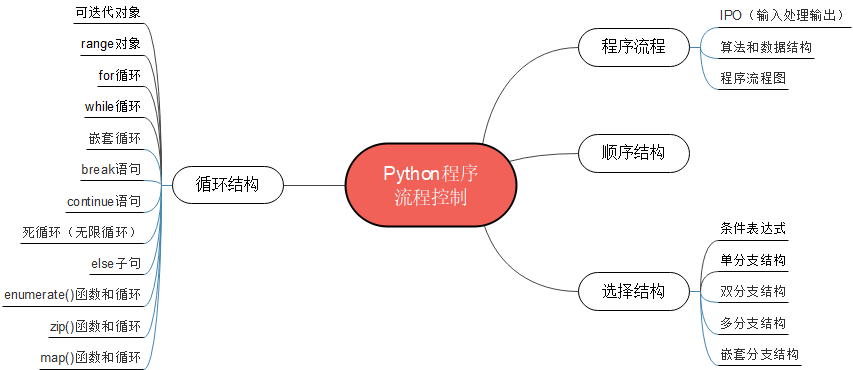 Python程序
流程控制
程序流程
IPO（输入处理输出）
算法和数据结构
程序流程图
顺序结构
选择结构
条件表达式
单分支结构
双分支结构
多分支结构
嵌套分支结构
循环结构
可迭代对象
range对象
for循环
while循环
嵌套循环
break语句
continue语句
死循环（无限循环）
else子句
enumerate()函数和循环
zip()函数和循环
map()函数和循环